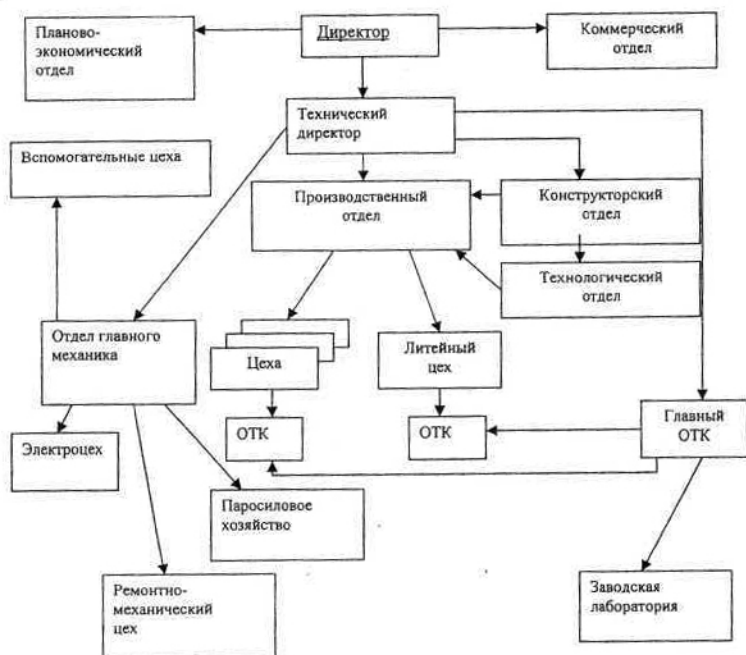 Планово-
экономический
отдел
Директор
Коммерческий
отдел
Технический
директор
Вспомогательные цеха
Производственный
отдел
Конструкторский
отдел
Технологический
отдел
Отдел главного
механика
Цеха
Литейный
цех
ОТК
ОТК
Главный
ОТК
Электроцех
Паросиловое
хозяйство
Ремонтно-
механический
цех
Заводская
лаборатория